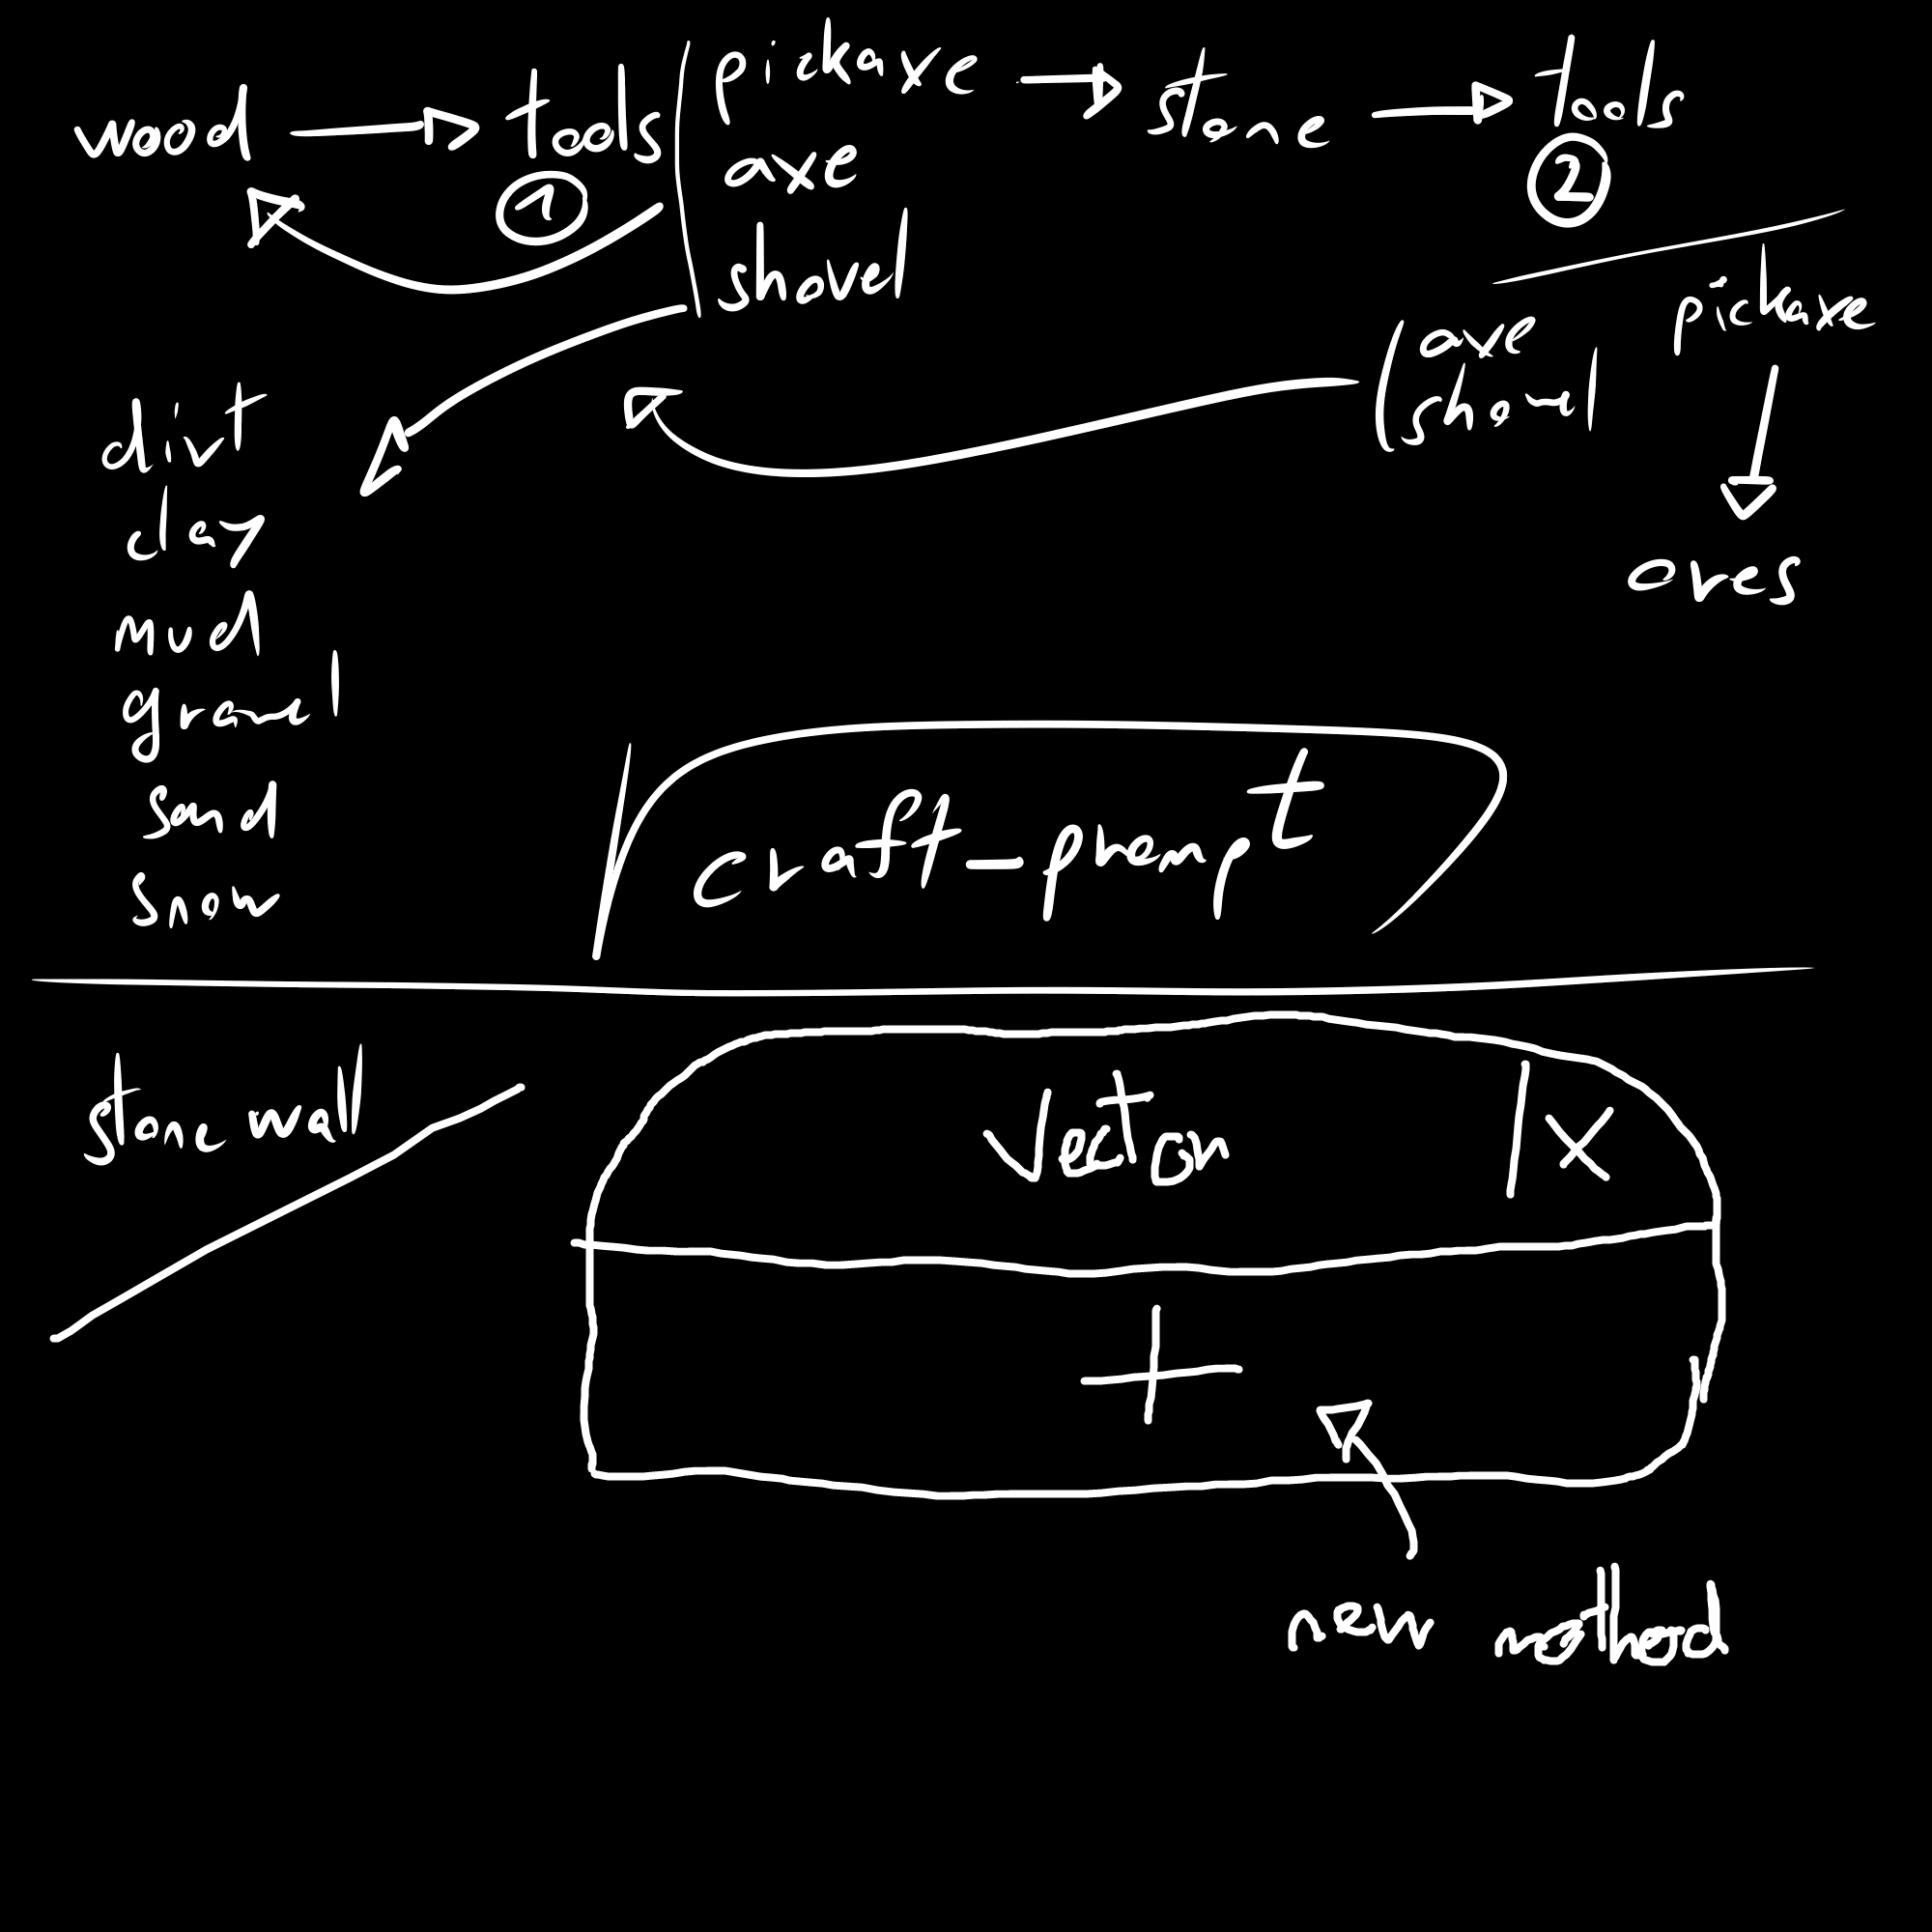 wood → tools | pickaxe → stone → tools
① axe ②
shovel
pickaxe
axe
shovel
dirt
clay
ores
mud
gravel
sand
craft-prompt
snow
stone wall
Vector | x
+
new method